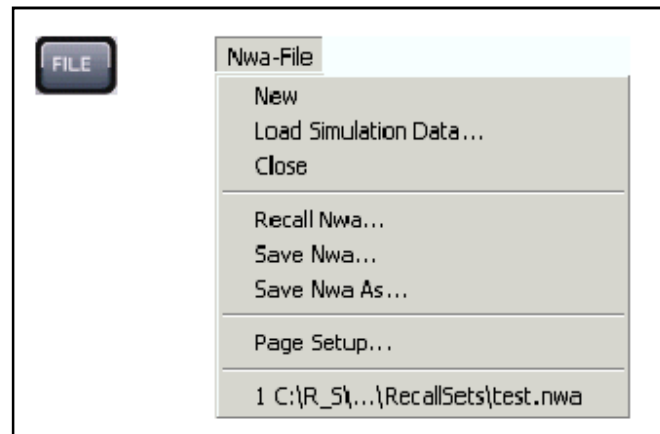 FILE
Nwa-File
New
Load Simulation Data...
Close
Recall Nwa...
Save Nwa...
Save Nwa As...
Page Setup...
1 C:\R_S\...\RecallSets\test.nwa